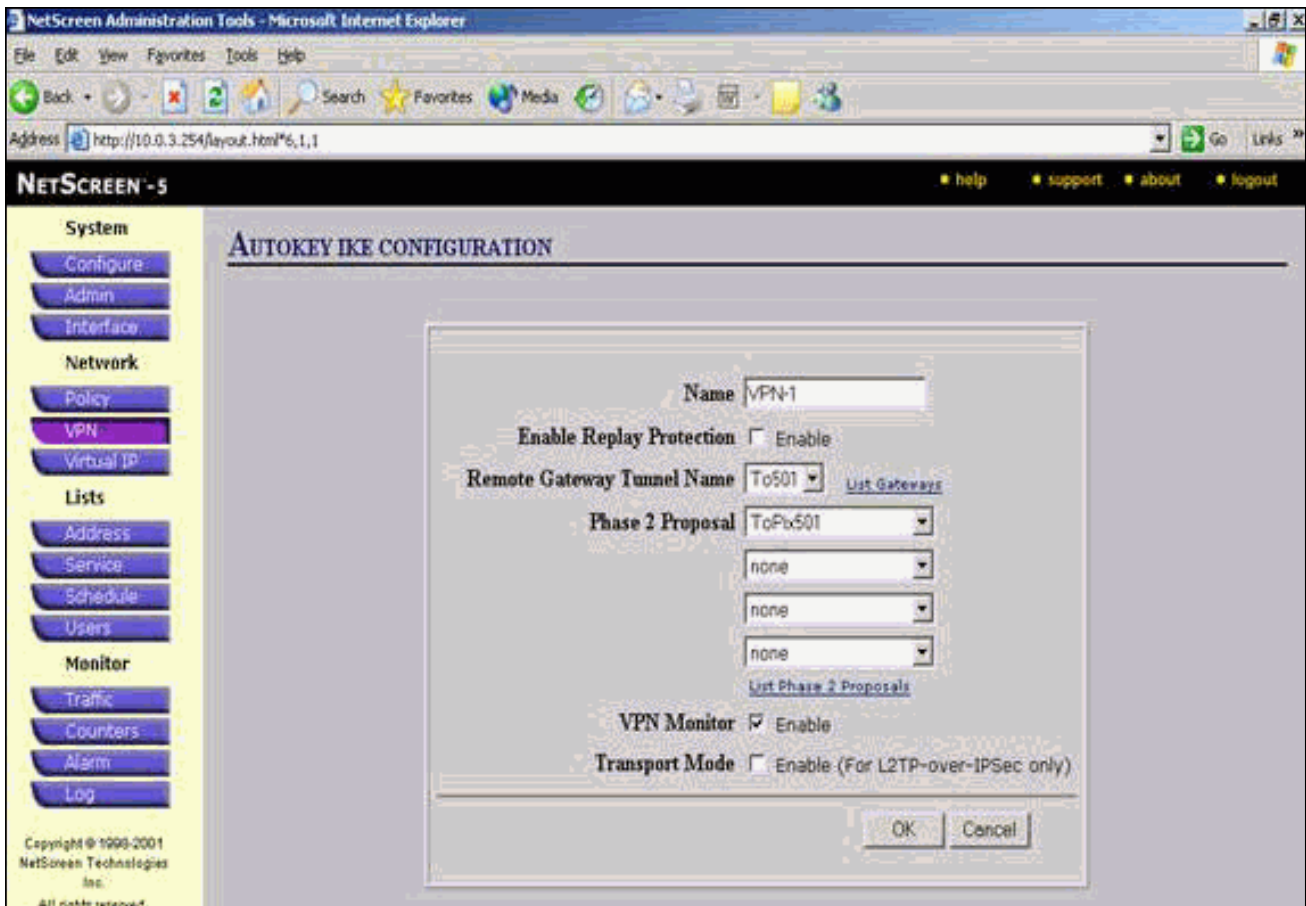 NetScreen Administration Tools - Microsoft Internet Explorer
File Edit View Favorites Tools Help
Back Search Favorites Media
Address http://10.0.3.254/layout.html*6,1,1 Go Links »
NETSCREEN-5 help support about logout
System
Configure
Admin
Interface
Network
Policy
VPN
Virtual IP
Lists
Address
Service
Schedule
Users
Monitor
Traffic
Counters
Alarm
Log
Copyright © 1998-2001
NetScreen Technologies
Inc.
All rights reserved
AUTOKEY IKE CONFIGURATION
Name VPN-1
Enable Replay Protection Enable
Remote Gateway Tunnel Name To501 List Gateways
Phase 2 Proposal ToPix501
none
none
none
List Phase 2 Proposals
VPN Monitor Enable
Transport Mode Enable (For L2TP-over-IPSec only)
OK Cancel